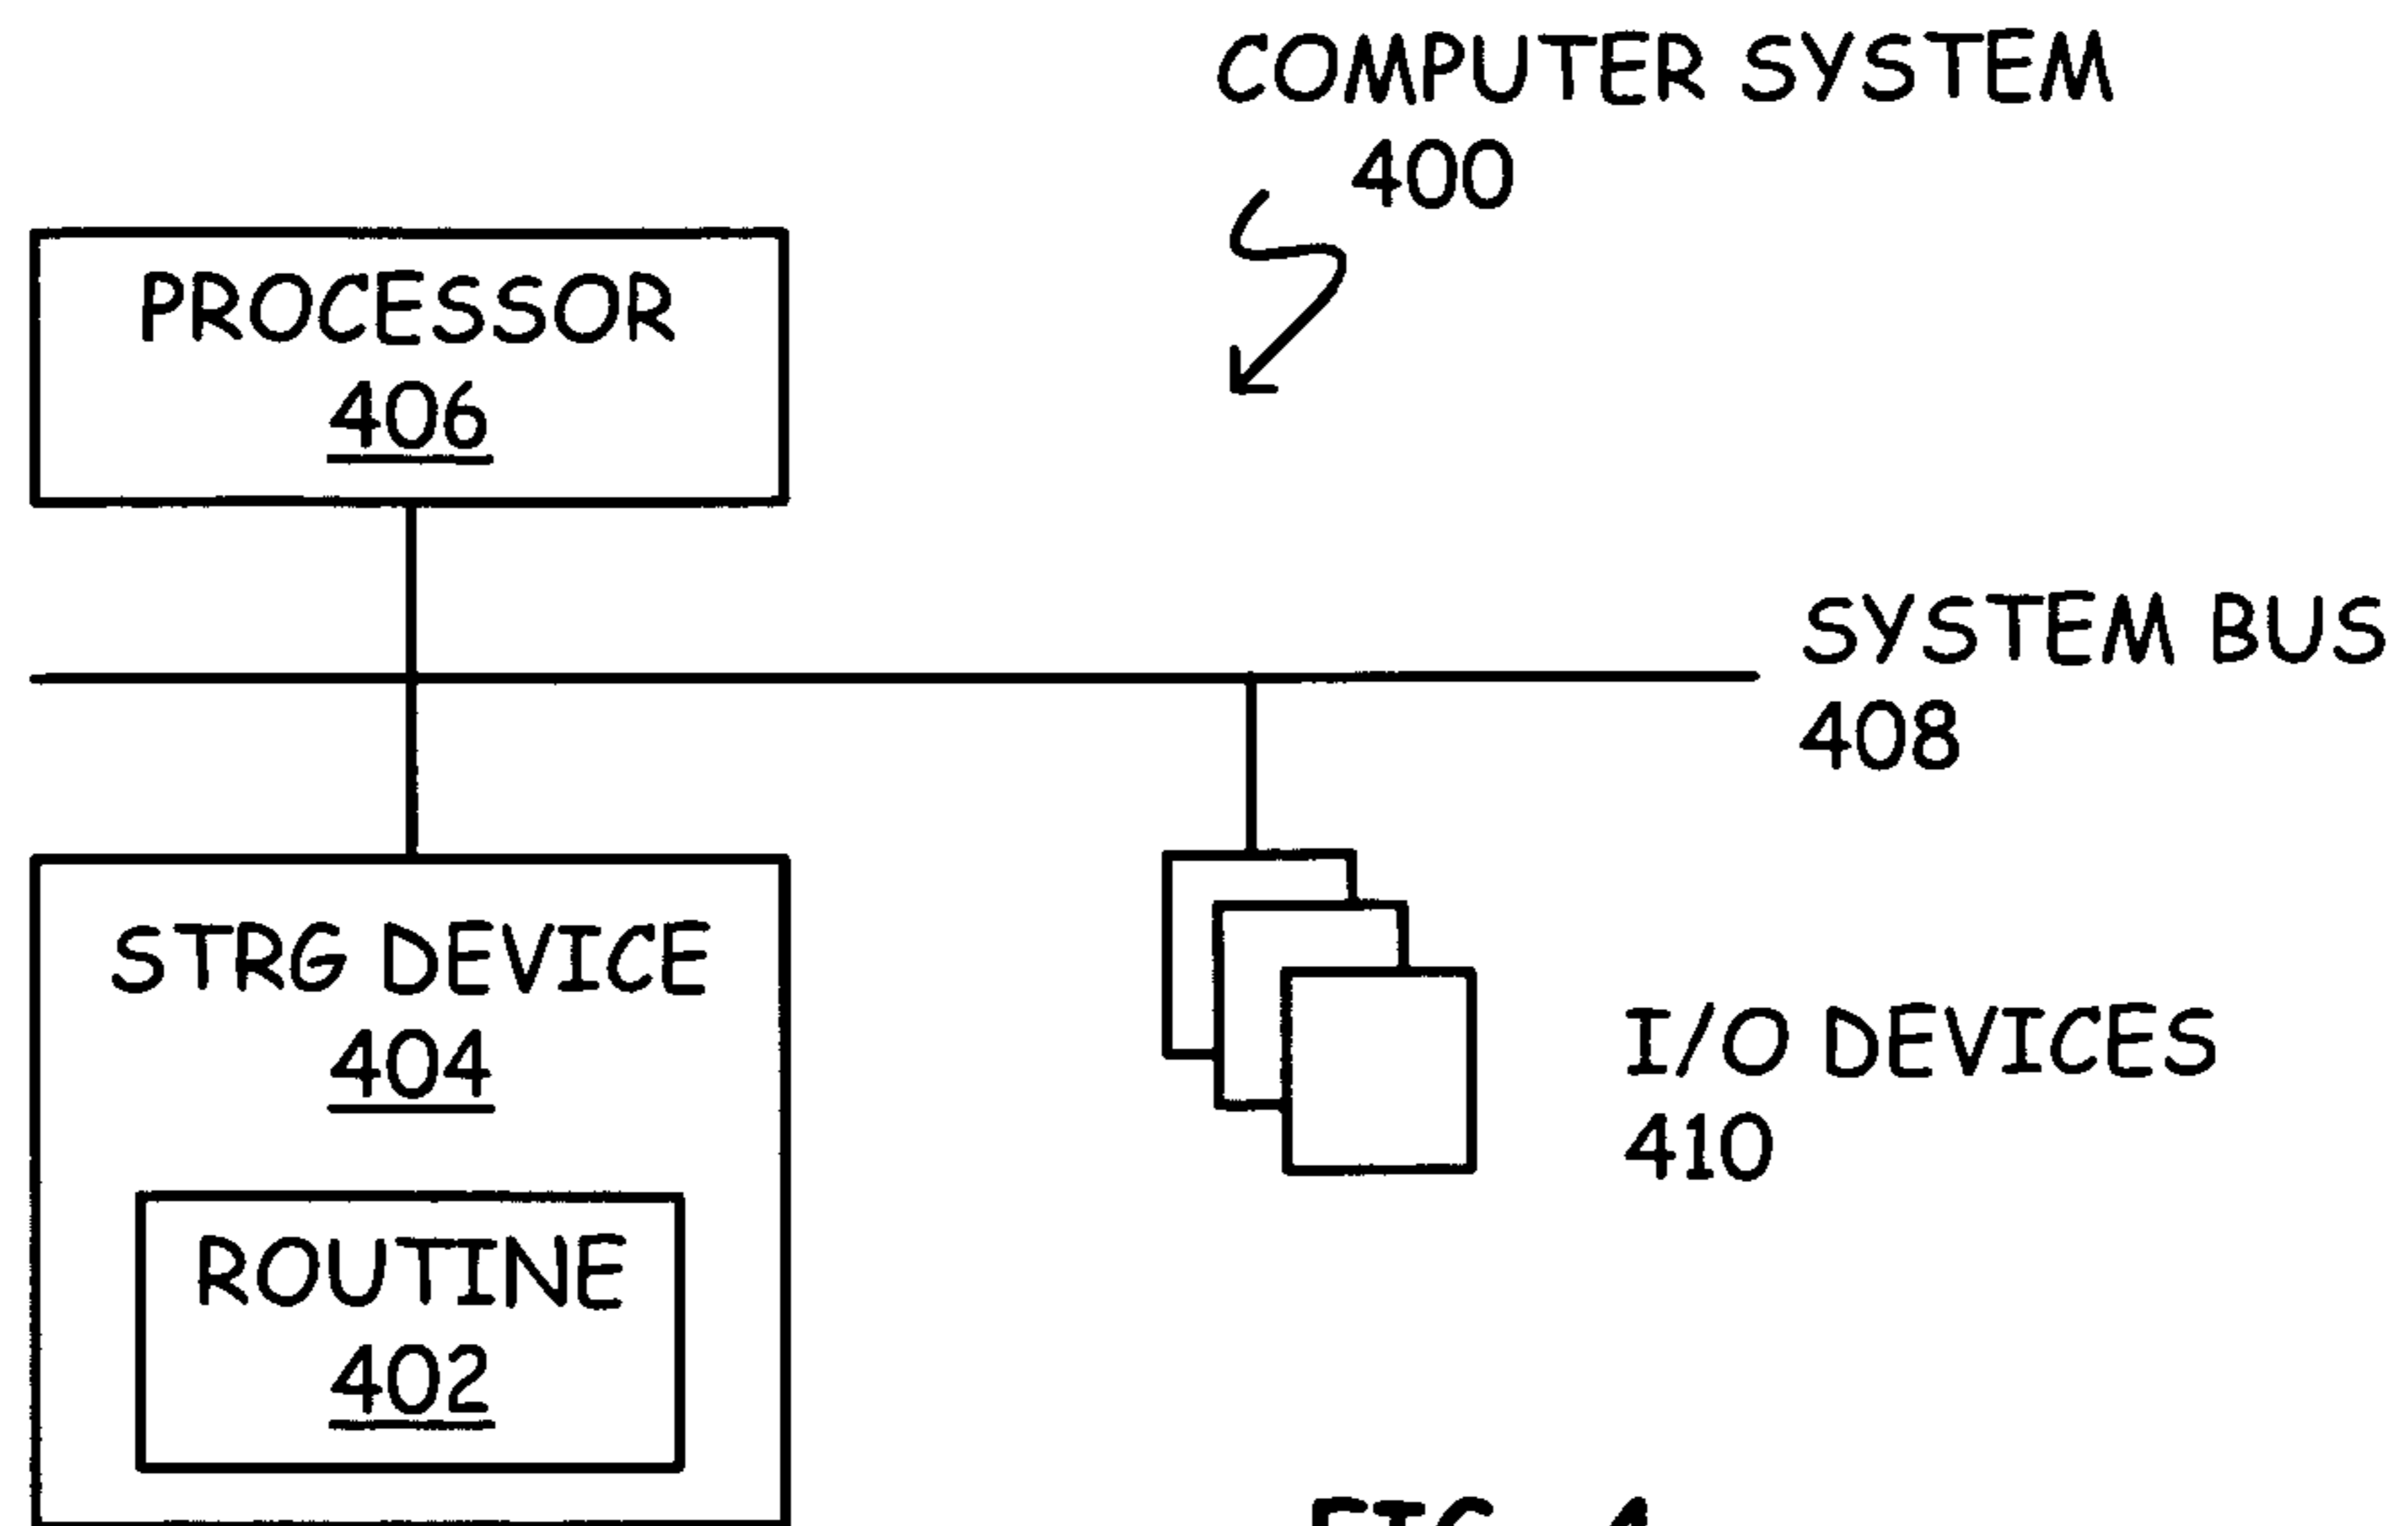 COMPUTER SYSTEM
400
PROCESSOR
406
SYSTEM BUS
408
STRG DEVICE
404
I/O DEVICES
410
ROUTINE
402